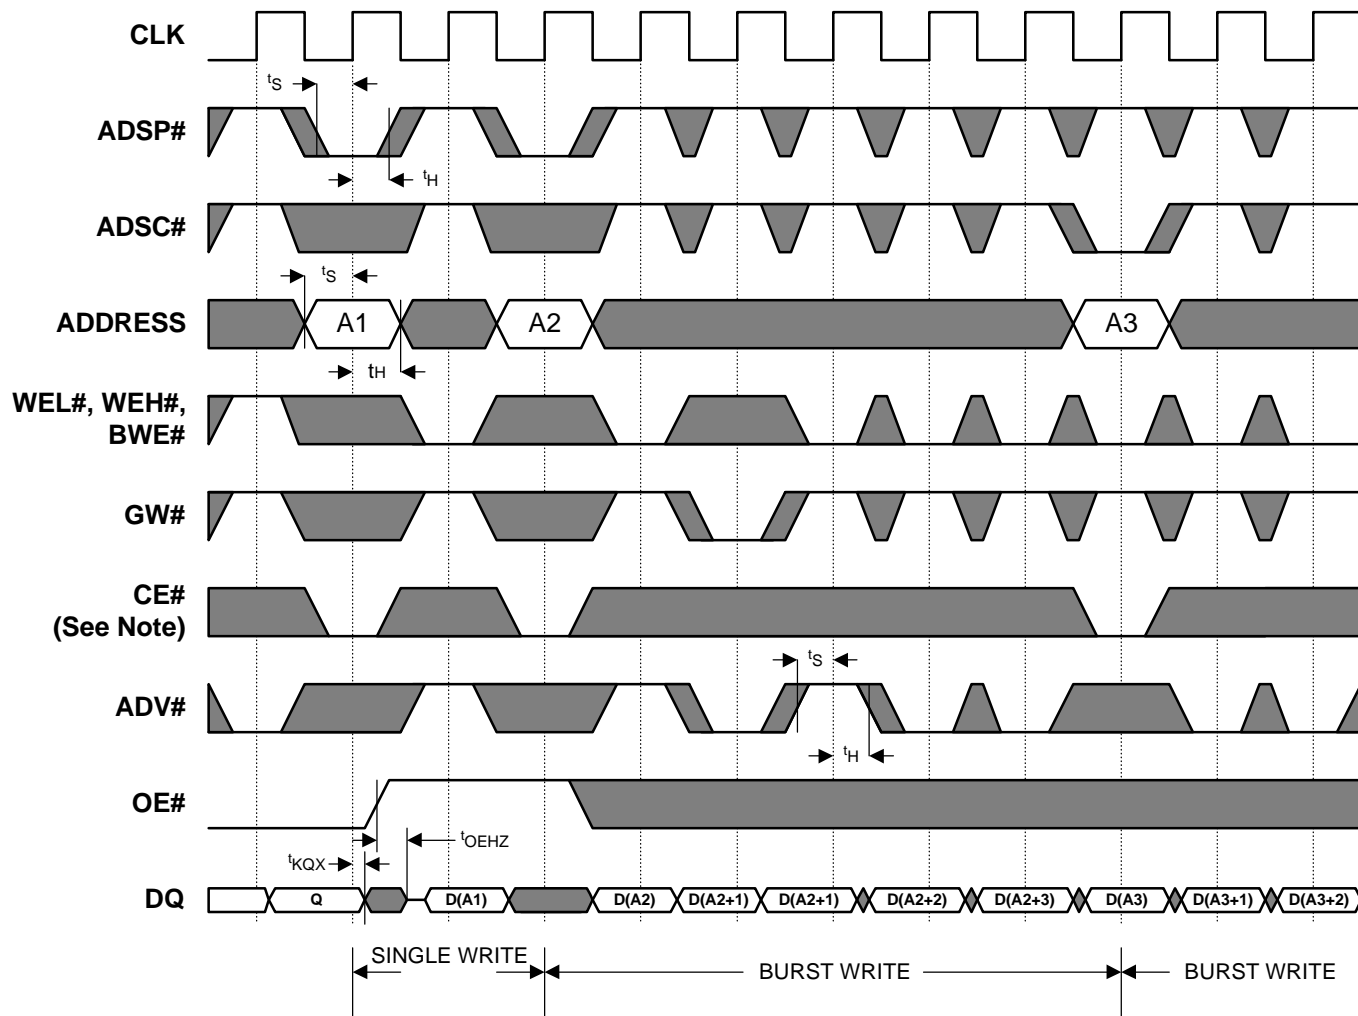 CLK
tS
ADSP#
tH
ADSC#
tS
ADDRESS A1 A2 A3
tH
WEL#, WEH#,
BWE#
GW#
CE#
(See Note)
tS
ADV#
tH
OE#
tOEHZ
tKQX
DQ Q D(A1) D(A2) D(A2+1) D(A2+1) D(A2+2) D(A2+3) D(A3) D(A3+1) D(A3+2)
SINGLE WRITE BURST WRITE BURST WRITE